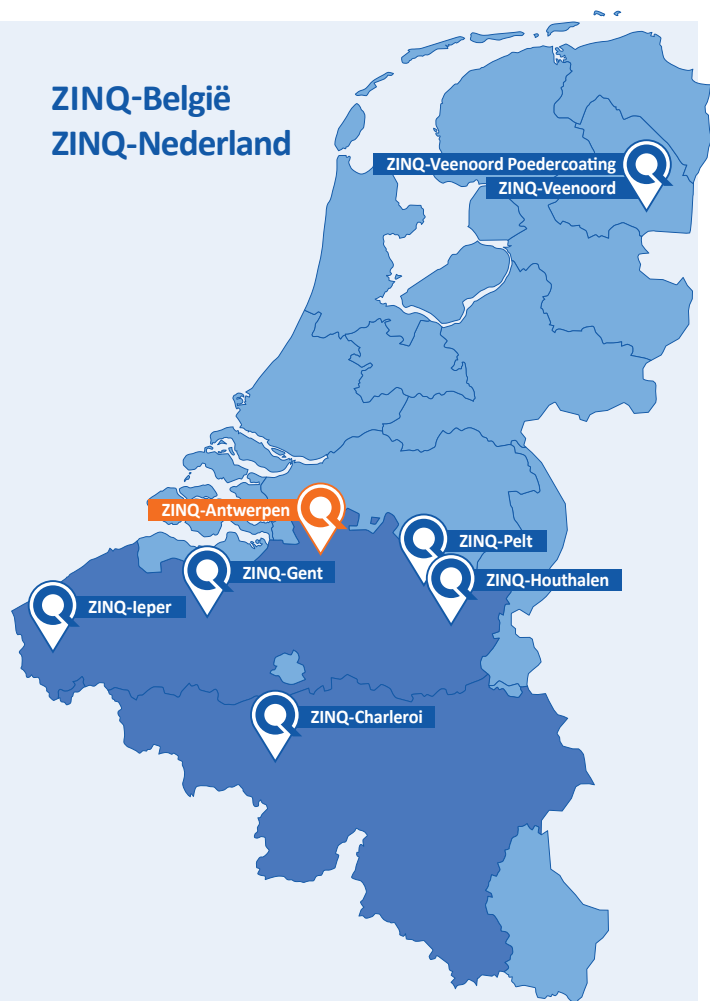 ZINQ-België
ZINQ-Nederland
ZINQ-Veenoord Poedercoating
ZINQ-Veenoord
ZINQ-Antwerpen
ZINQ-Pelt
ZINQ-Gent
ZINQ-Houthalen
ZINQ-Ieper
ZINQ-Charleroi